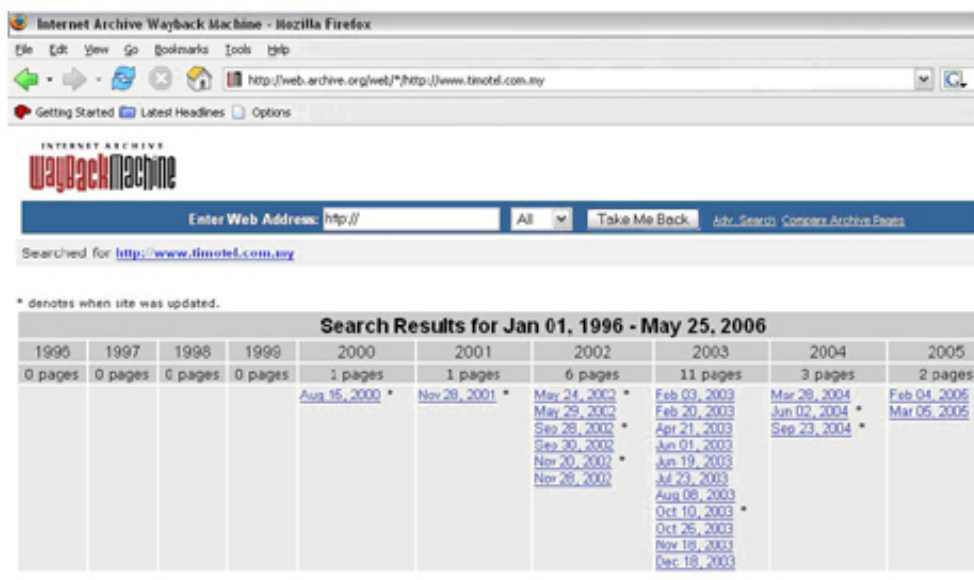 Internet Archive Wayback Machine - Mozilla Firefox
File Edit View Go Bookmarks Tools Help
http://web.archive.org/web/*/http://www.timotel.com.my
G
Getting Started Latest Headlines Options
INTERNET ARCHIVE
WayBackMachine
Enter Web Address: http:// All Take Me Back Adv. Search Compare Archive Pages
Searched for http://www.timotel.com.my
* denotes when site was updated.
Search Results for Jan 01, 1996 - May 25, 2006
1996 1997 1998 1999 2000 2001 2002 2003 2004 2005
0 pages 0 pages 0 pages 0 pages 1 pages 1 pages 6 pages 11 pages 3 pages 2 pages
Aug 15, 2000 * Nov 28, 2001 * May 24, 2002 * Feb 03, 2003 Mar 28, 2004 Feb 04, 2005
May 29, 2002 Feb 20, 2003 Jun 02, 2004 * Mar 05, 2005
Sep 28, 2002 * Apr 21, 2003 Sep 23, 2004 *
Sep 30, 2002 Jun 01, 2003
Nov 20, 2002 * Jun 19, 2003
Nov 28, 2002 Jul 23, 2003
Aug 08, 2003
Oct 10, 2003 *
Oct 26, 2003
Nov 18, 2003
Dec 18, 2003